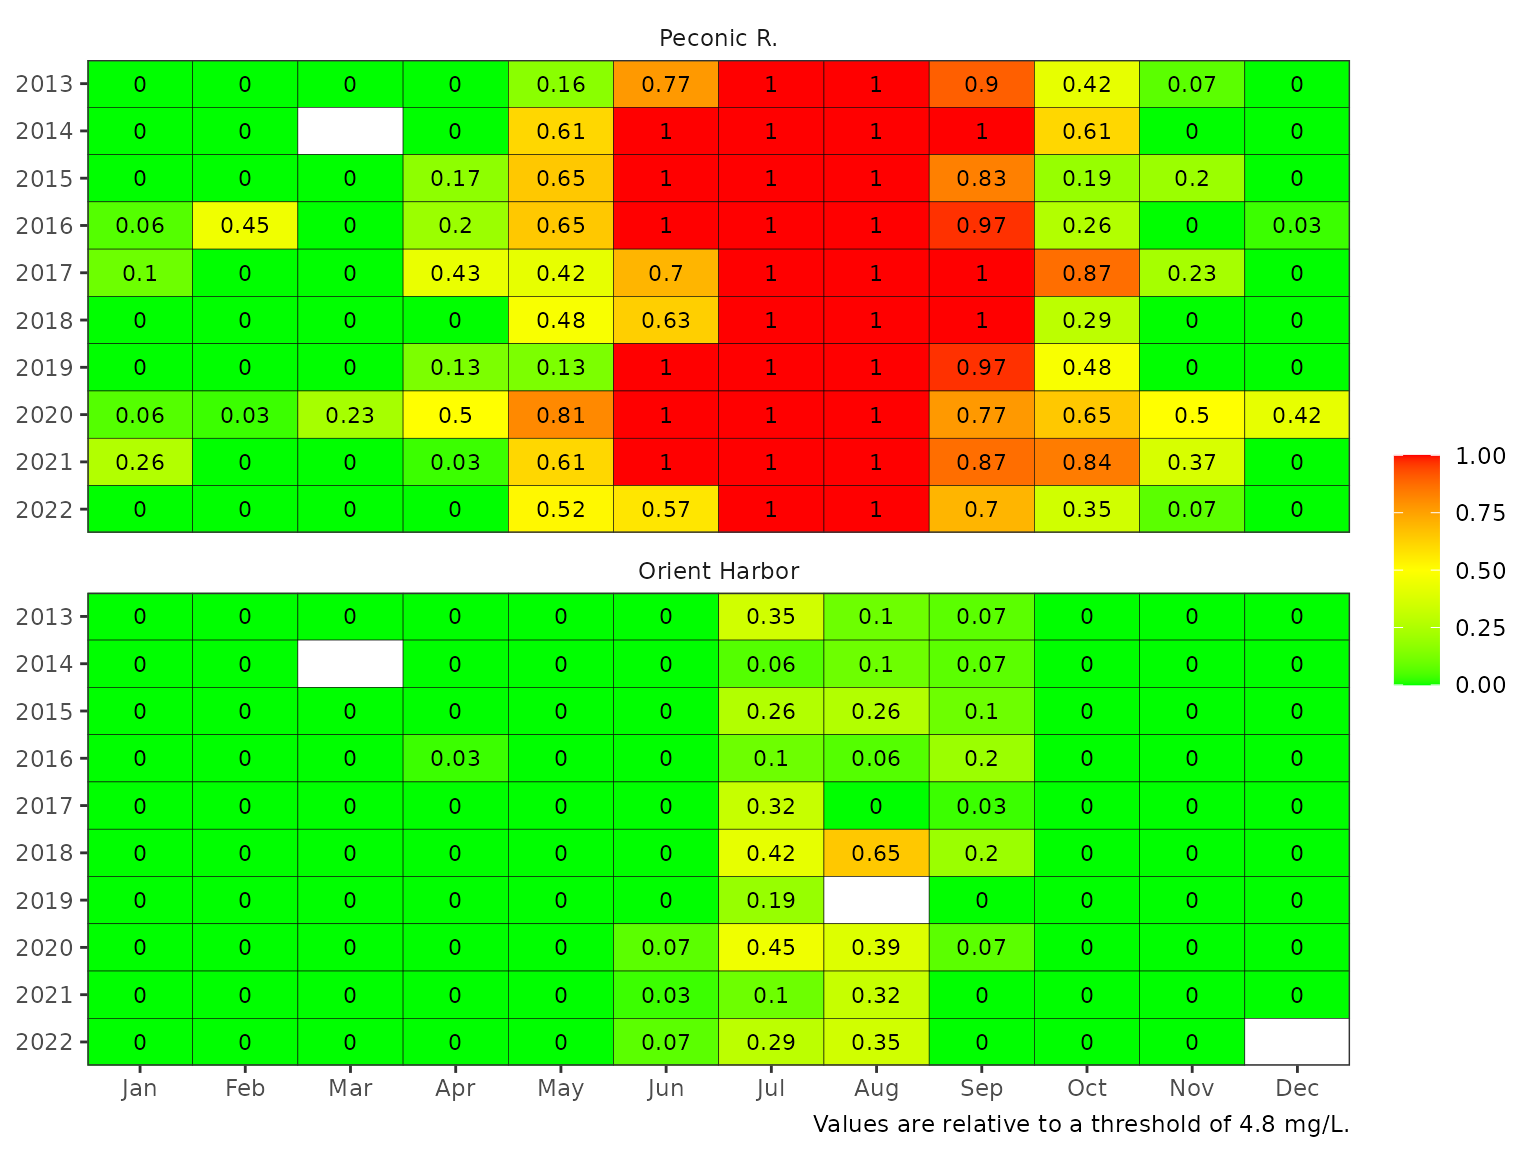 Peconic R.
2013 0 0 0 0 0.16 0.77 1 1 0.9 0.42 0.07 0
2014 0 0 0 0.61 1 1 1 1 0.61 0 0
2015 0 0 0 0.17 0.65 1 1 1 0.83 0.19 0.2 0
2016 0.06 0.45 0 0.2 0.65 1 1 1 0.97 0.26 0 0.03
2017 0.1 0 0 0.43 0.42 0.7 1 1 1 0.87 0.23 0
2018 0 0 0 0 0.48 0.63 1 1 1 0.29 0 0
2019 0 0 0 0.13 0.13 1 1 1 0.97 0.48 0 0
2020 0.06 0.03 0.23 0.5 0.81 1 1 1 0.77 0.65 0.5 0.42
2021 0.26 0 0 0.03 0.61 1 1 1 0.87 0.84 0.37 0
2022 0 0 0 0 0.52 0.57 1 1 0.7 0.35 0.07 0
Orient Harbor
2013 0 0 0 0 0 0 0.35 0.1 0.07 0 0 0
2014 0 0 0 0 0 0.06 0.1 0.07 0 0 0
2015 0 0 0 0 0 0 0.26 0.26 0.1 0 0 0
2016 0 0 0 0.03 0 0 0.1 0.06 0.2 0 0 0
2017 0 0 0 0 0 0 0.32 0 0.03 0 0 0
2018 0 0 0 0 0 0 0.42 0.65 0.2 0 0 0
2019 0 0 0 0 0 0 0.19 0 0 0 0
2020 0 0 0 0 0 0.07 0.45 0.39 0.07 0 0 0
2021 0 0 0 0 0 0.03 0.1 0.32 0 0 0 0
2022 0 0 0 0 0 0.07 0.29 0.35 0 0 0
Jan Feb Mar Apr May Jun Jul Aug Sep Oct Nov Dec
Values are relative to a threshold of 4.8 mg/L.
1.00
0.75
0.50
0.25
0.00